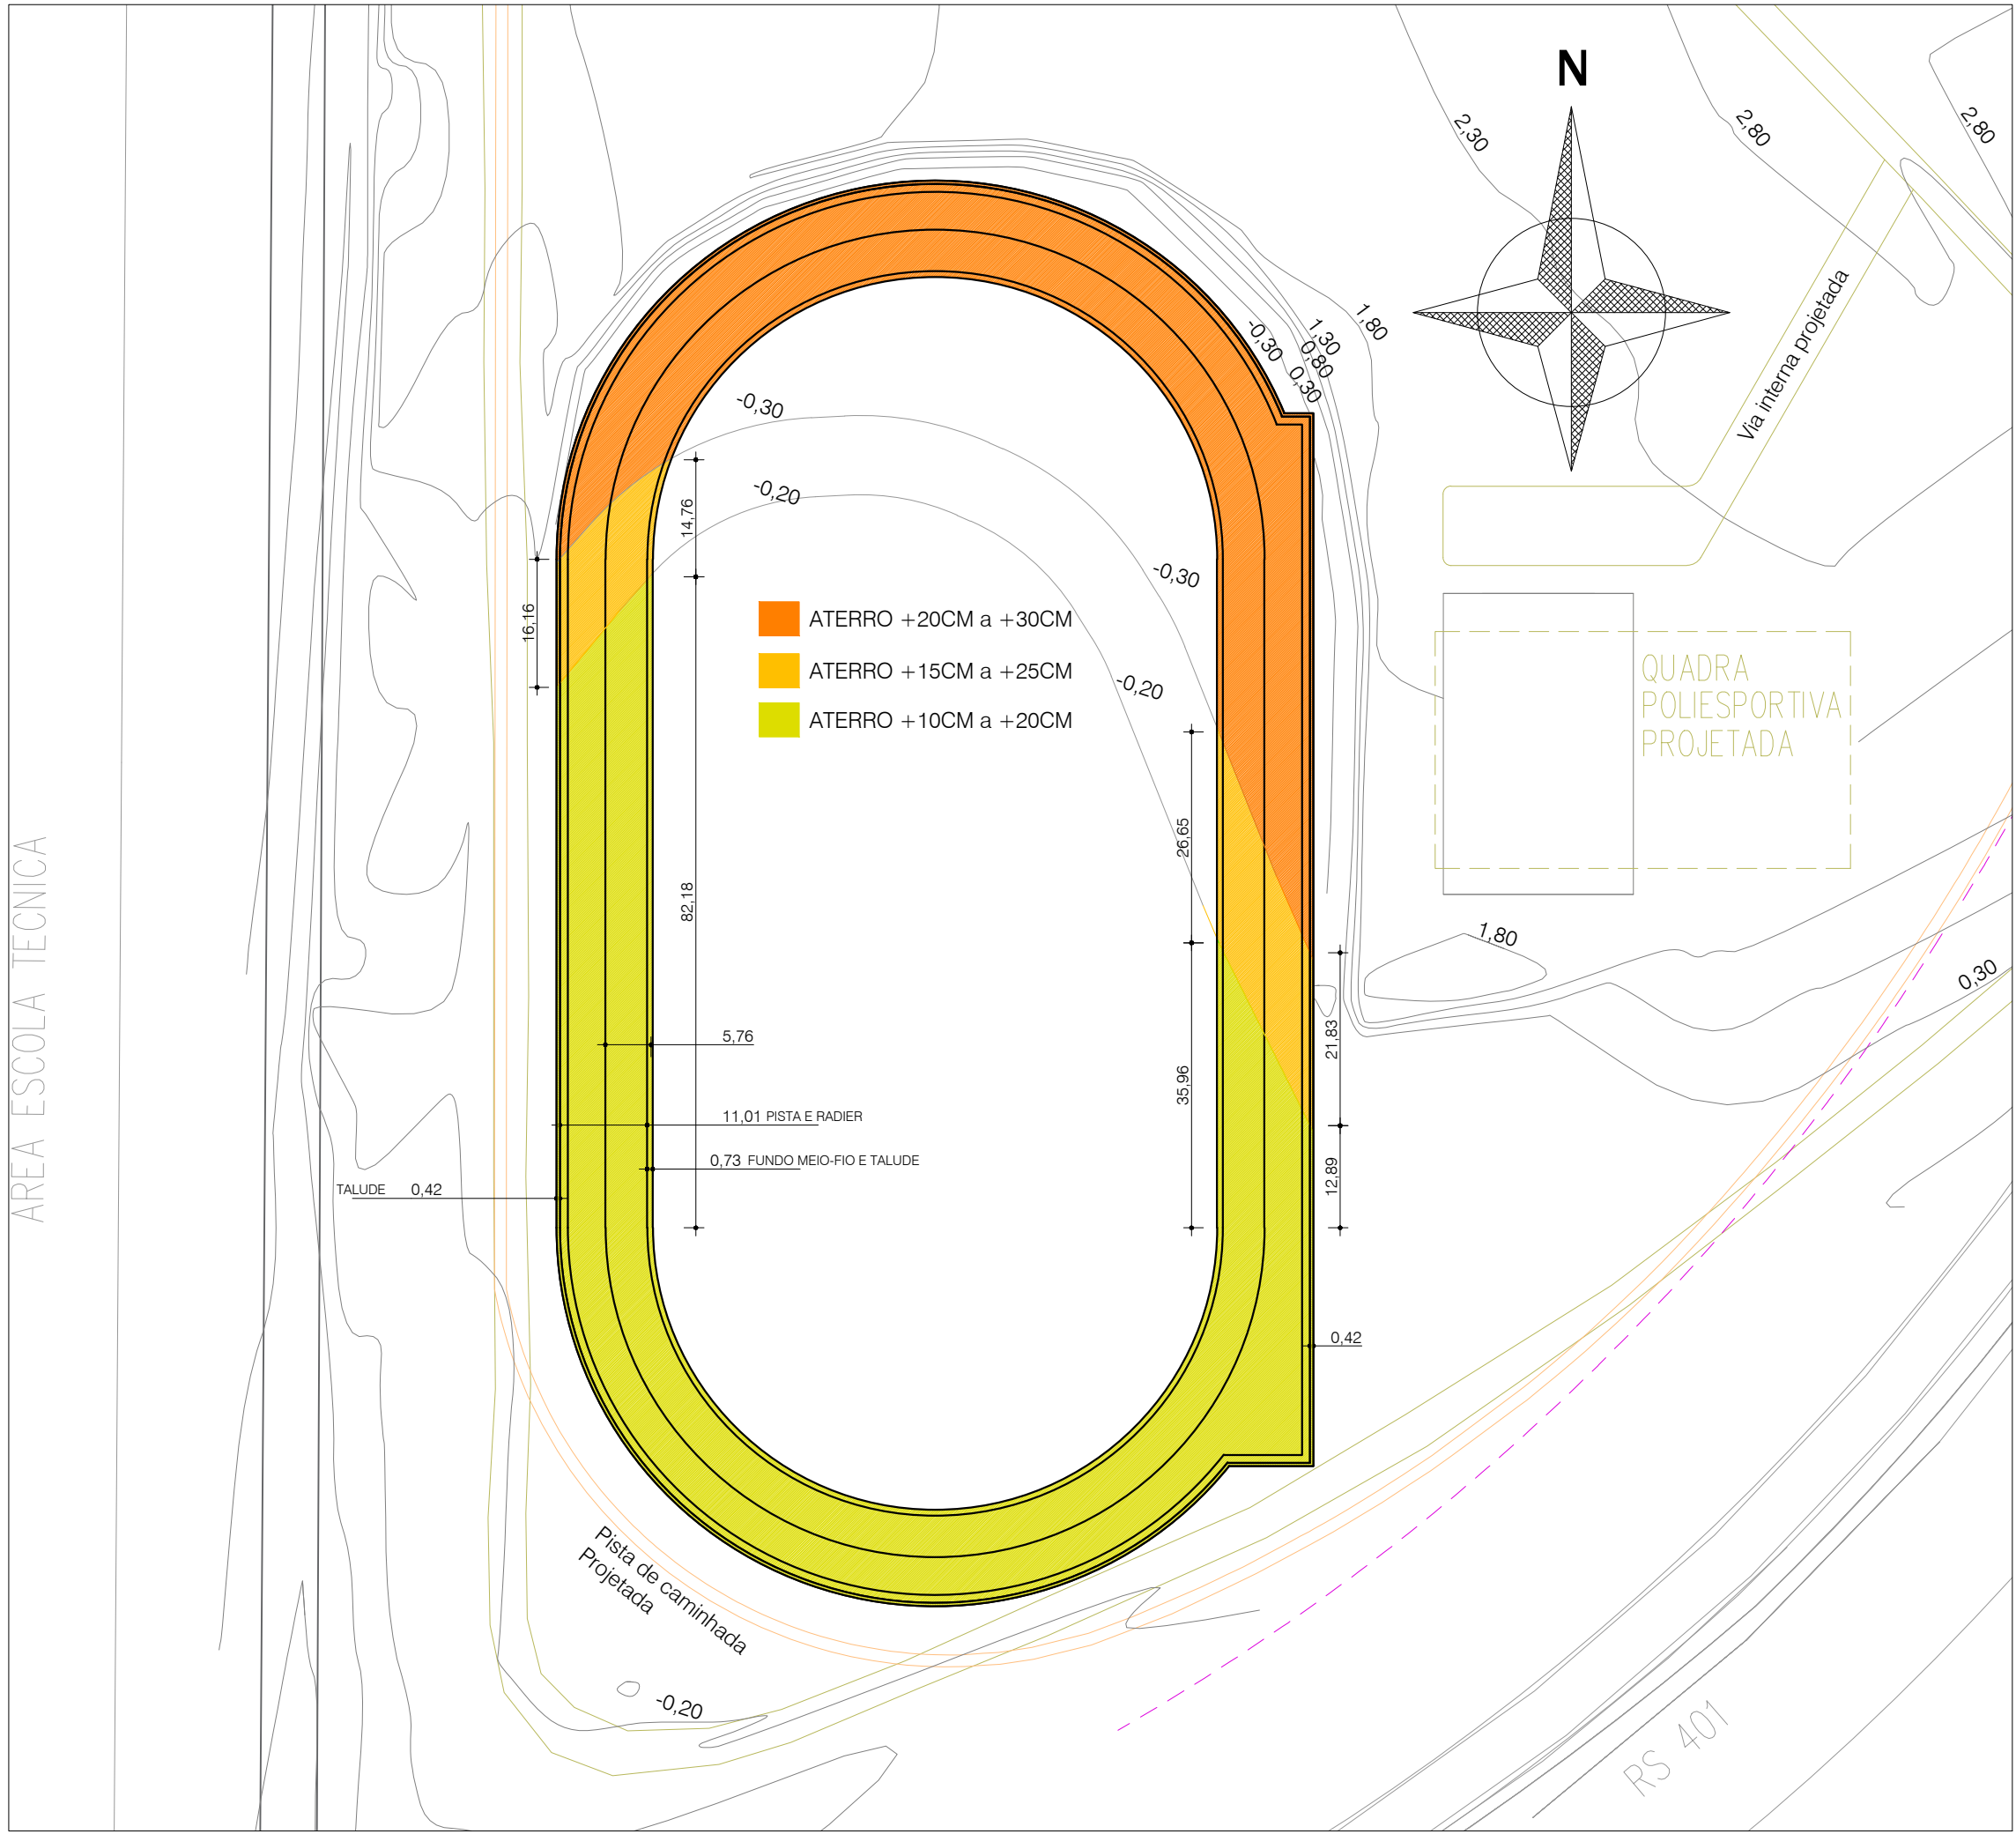 N
2,30
2,80
2,80
1,80
1,30
0,80
0,30
-0,30
Via interna projetada
-0,30
-0,20
14,76
16,16
-0,30
-0,20
ATERRO +20CM a +30CM
ATERRO +15CM a +25CM
ATERRO +10CM a +20CM
QUADRA
POLIESPORTIVA
PROJETADA
26,65
82,18
AREA ESCOLA TECNICA
1,80
0,30
5,76
21,83
35,96
11,01 PISTA E RADIER
0,73 FUNDO MEIO-FIO E TALUDE
TALUDE 0,42
12,89
0,42
Pista de caminhada
Projetada
-0,20
RS 401